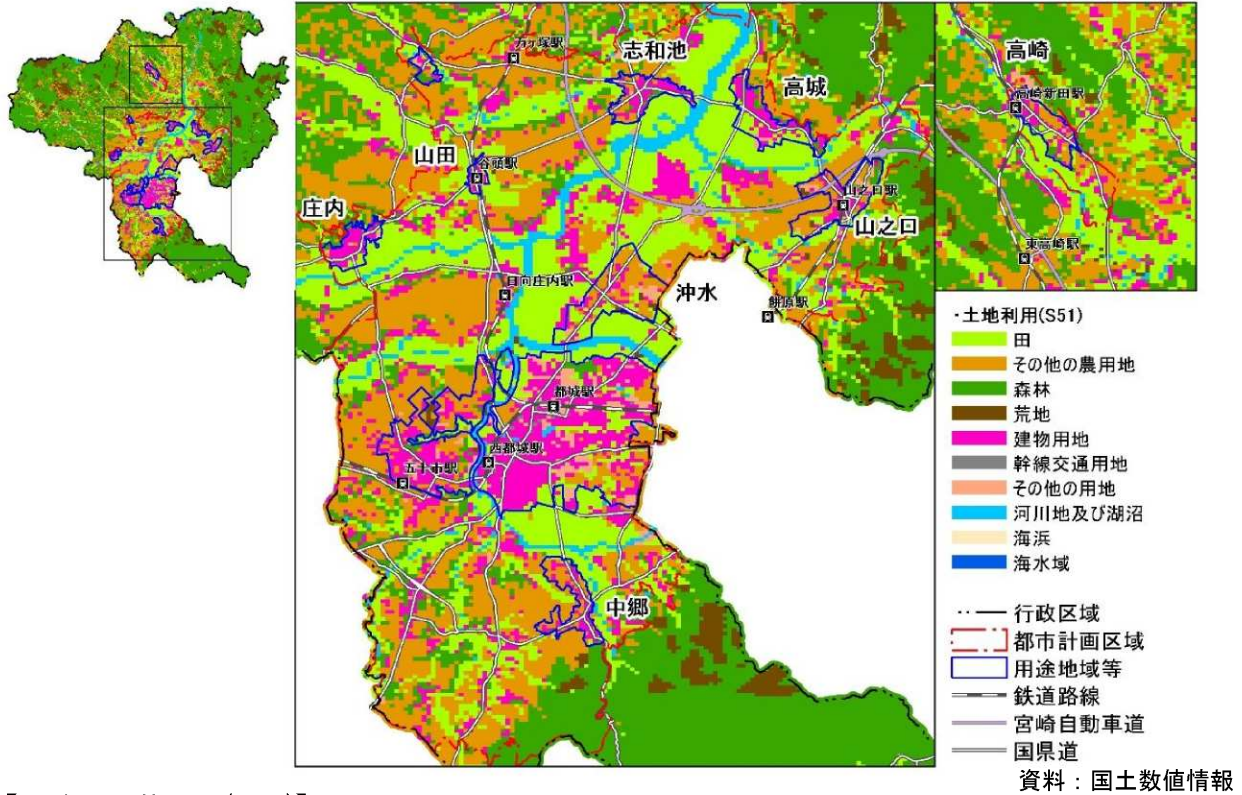 万ヶ塚駅
志和池
高城
山田
谷頭駅
庄内
山之口駅
山之口
日向庄内駅
沖水
餅原駅
都城駅
西都城駅
五十市駅
中郷
高崎
高崎新田駅
東高崎駅
・土地利用(S51)
田
その他の農用地
森林
荒地
建物用地
幹線交通用地
その他の用地
河川地及び湖沼
海浜
海水域
行政区域
都市計画区域
用途地域等
鉄道路線
宮崎自動車道
国県道
資料：国土数値情報